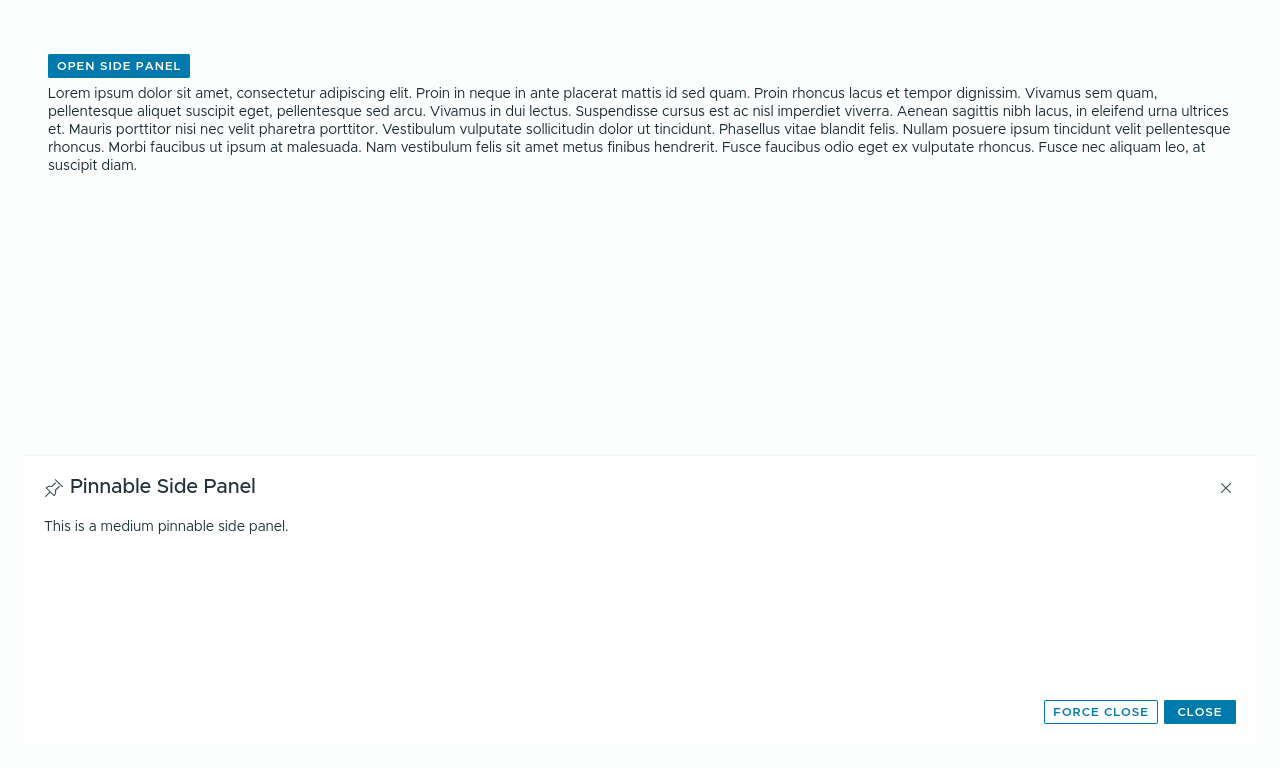 OPEN SIDE PANEL
Lorem ipsum dolor sit amet, consectetur adipiscing elit. Proin in neque in ante placerat mattis id sed quam. Proin rhoncus lacus et tempor dignissim. Vivamus sem quam,
pellentesque aliquet suscipit eget, pellentesque sed arcu. Vivamus in dui lectus. Suspendisse cursus est ac nisl imperdiet viverra. Aenean sagittis nibh lacus, in eleifend urna ultrices
et. Mauris porttitor nisi nec velit pharetra porttitor. Vestibulum vulputate sollicitudin dolor ut tincidunt. Phasellus vitae blandit felis. Nullam posuere ipsum tincidunt velit pellentesque
rhoncus. Morbi faucibus ut ipsum at malesuada. Nam vestibulum felis sit amet metus finibus hendrerit. Fusce faucibus odio eget ex vulputate rhoncus. Fusce nec aliquam leo, at
suscipit diam.
Pinnable Side Panel
This is a medium pinnable side panel.
FORCE CLOSE CLOSE